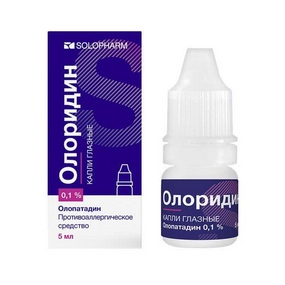 SOLOPHARM
Олоридин
КАПЛИ ГЛАЗНЫЕ
0,1 %
Олопатадин
Противоаллергическое
средство
5 мл
Олоридин
КАПЛИ ГЛАЗНЫЕ
Олопатадин 0,1 %